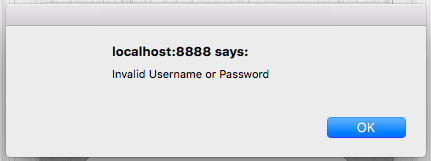 localhost:8888 says:
Invalid Username or Password
OK